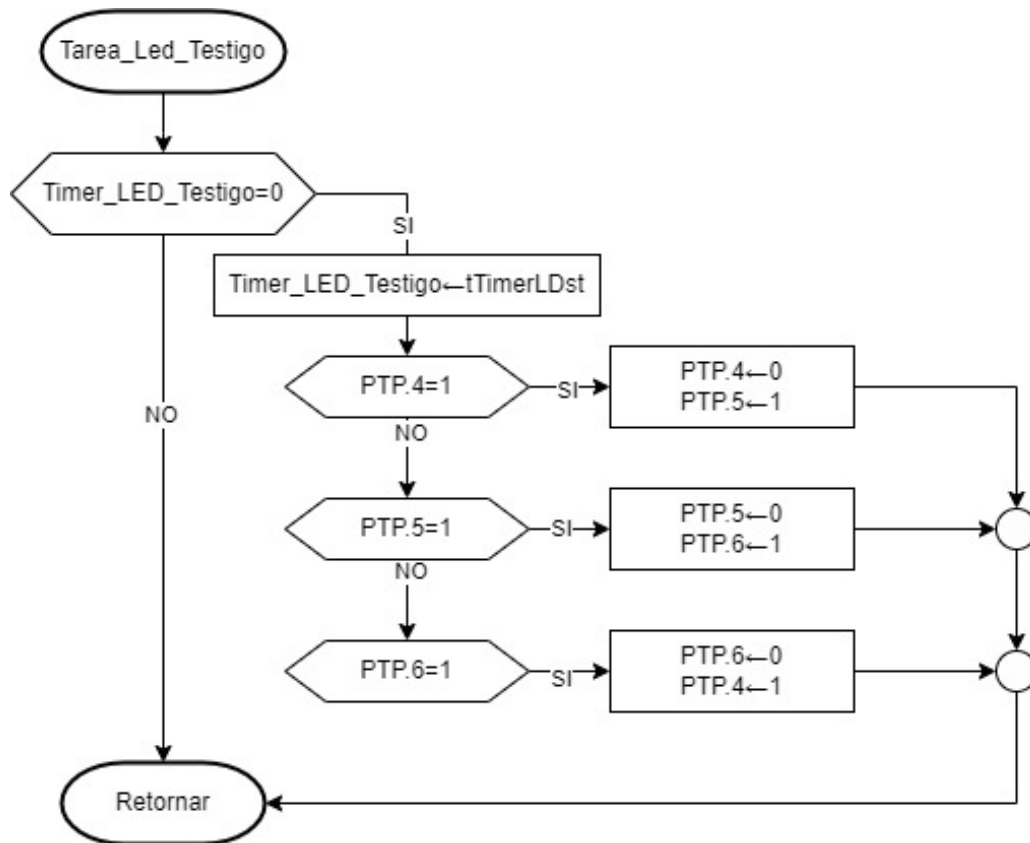 Tarea_Led_Testigo
Timer_LED_Testigo=0
SI
Timer_LED_Testigo←tTimerLDst
PTP.4=1
SI
PTP.4←0
PTP.5←1
NO
NO
PTP.5=1
SI
PTP.5←0
PTP.6←1
NO
PTP.6=1
SI
PTP.6←0
PTP.4←1
Retornar